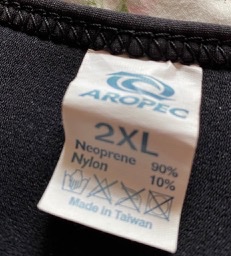 AROPEC
2XL
Neoprene 90%
Nylon 10%
Made in Taiwan